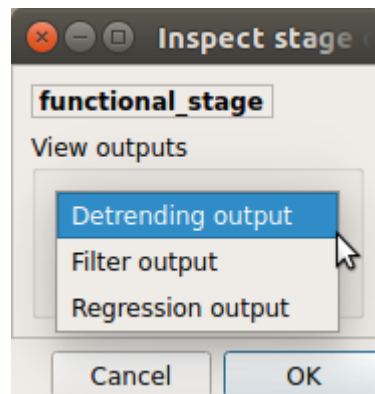 Inspect stage
functional_stage
View outputs
Detrending output
Filter output
Regression output
Cancel
OK